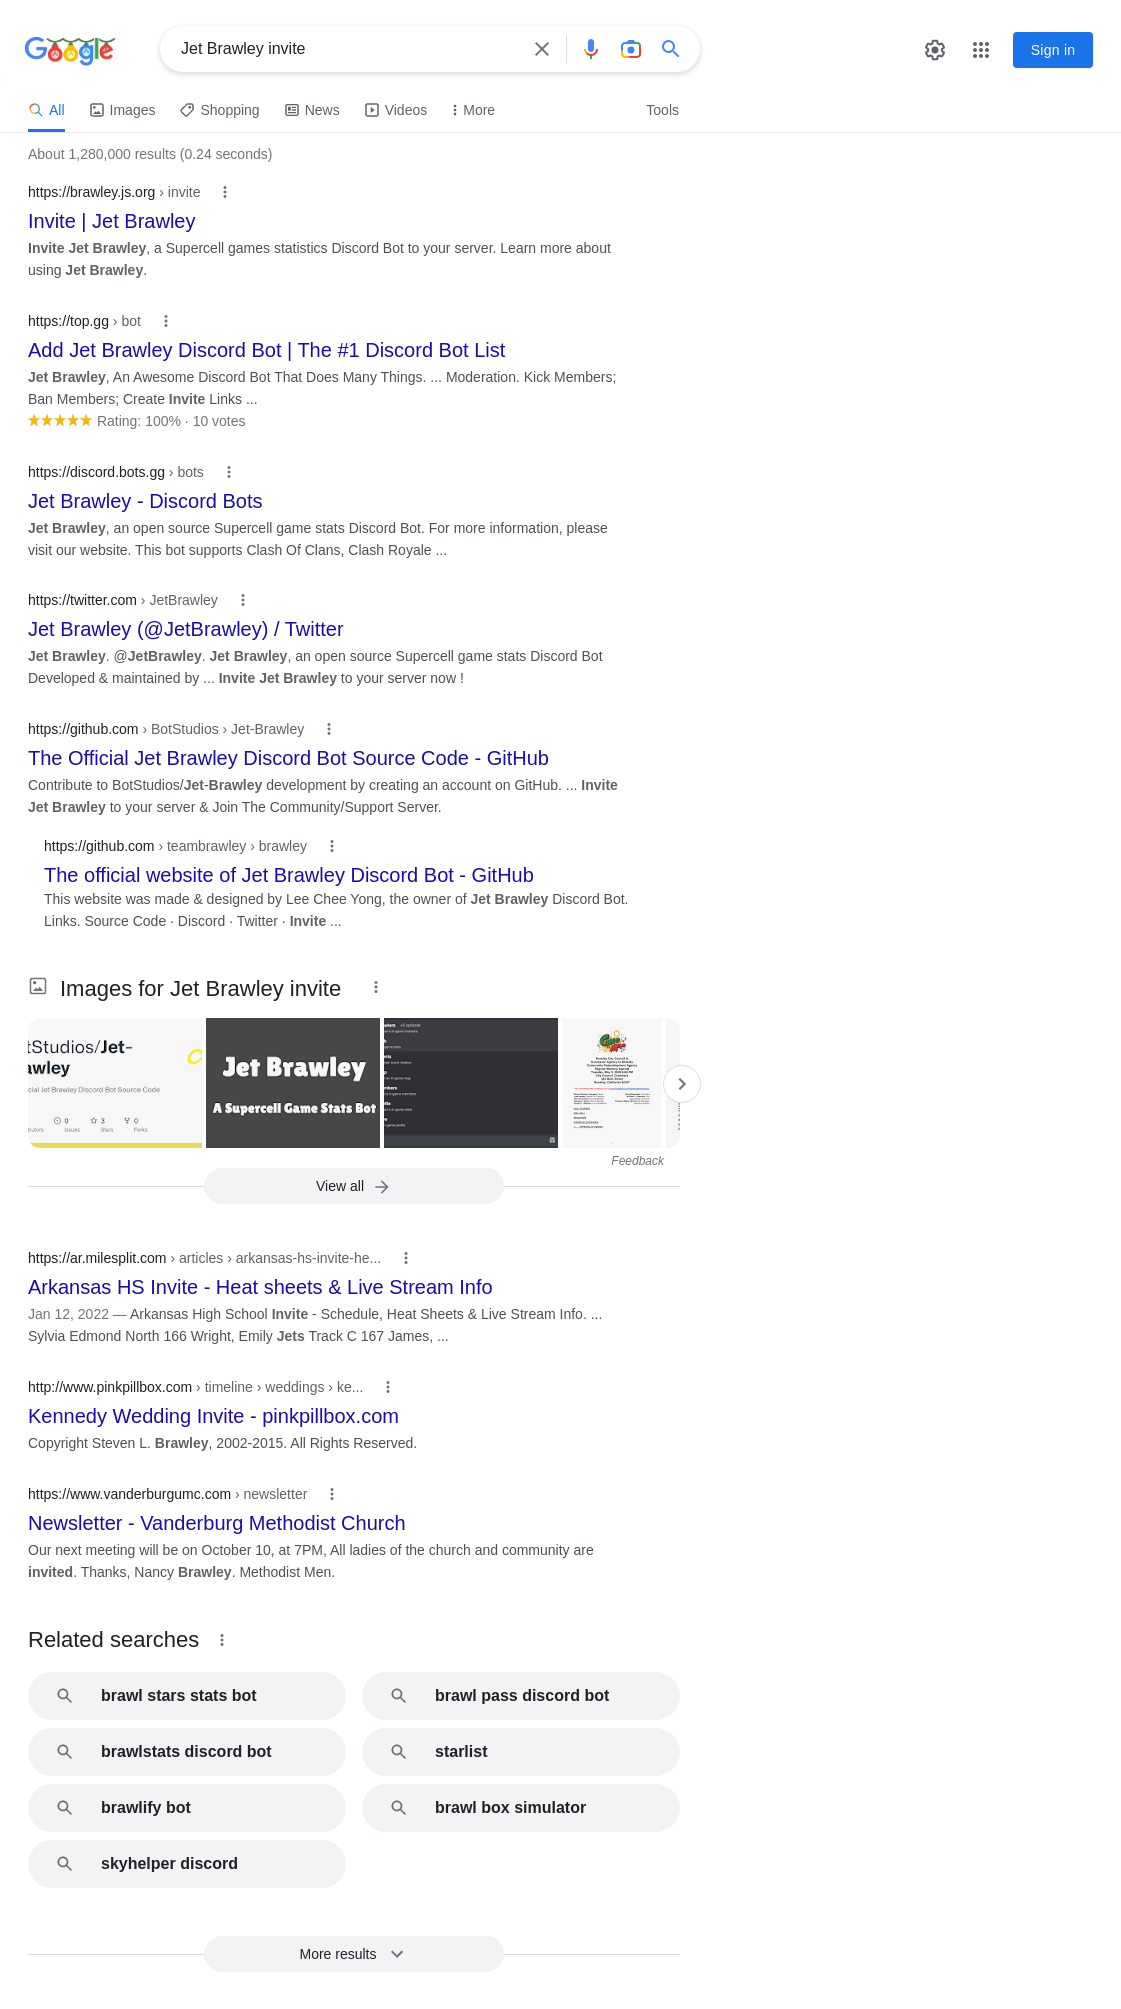 Google
Jet Brawley invite
Sign in
All
Images
Shopping
News
Videos
More
Tools
About 1,280,000 results (0.24 seconds)
https://brawley.js.org › invite
Invite | Jet Brawley
Invite Jet Brawley, a Supercell games statistics Discord Bot to your server. Learn more about
using Jet Brawley.
https://top.gg › bot
Add Jet Brawley Discord Bot | The #1 Discord Bot List
Jet Brawley, An Awesome Discord Bot That Does Many Things. ... Moderation. Kick Members;
Ban Members; Create Invite Links ...
Rating: 100% · 10 votes
https://discord.bots.gg › bots
Jet Brawley - Discord Bots
Jet Brawley, an open source Supercell game stats Discord Bot. For more information, please
visit our website. This bot supports Clash Of Clans, Clash Royale ...
https://twitter.com › JetBrawley
Jet Brawley (@JetBrawley) / Twitter
Jet Brawley. @JetBrawley. Jet Brawley, an open source Supercell game stats Discord Bot
Developed & maintained by ... Invite Jet Brawley to your server now !
https://github.com › BotStudios › Jet-Brawley
The Official Jet Brawley Discord Bot Source Code - GitHub
Contribute to BotStudios/Jet-Brawley development by creating an account on GitHub. ... Invite
Jet Brawley to your server & Join The Community/Support Server.
https://github.com › teambrawley › brawley
The official website of Jet Brawley Discord Bot - GitHub
This website was made & designed by Lee Chee Yong, the owner of Jet Brawley Discord Bot.
Links. Source Code · Discord · Twitter · Invite ...
Images for Jet Brawley invite
tStudios/Jet-
awley
cial Jet Brawley Discord Bot Source Code
0
3
0
Issues
Stars
Forks
Jet Brawley
A Supercell Game Stats Bot
Feedback
View all
https://ar.milesplit.com › articles › arkansas-hs-invite-he...
Arkansas HS Invite - Heat sheets & Live Stream Info
Jan 12, 2022 — Arkansas High School Invite - Schedule, Heat Sheets & Live Stream Info. ...
Sylvia Edmond North 166 Wright, Emily Jets Track C 167 James, ...
http://www.pinkpillbox.com › timeline › weddings › ke...
Kennedy Wedding Invite - pinkpillbox.com
Copyright Steven L. Brawley, 2002-2015. All Rights Reserved.
https://www.vanderburgumc.com › newsletter
Newsletter - Vanderburg Methodist Church
Our next meeting will be on October 10, at 7PM, All ladies of the church and community are
invited. Thanks, Nancy Brawley. Methodist Men.
Related searches
brawl stars stats bot
brawl pass discord bot
brawlstats discord bot
starlist
brawlify bot
brawl box simulator
skyhelper discord
More results